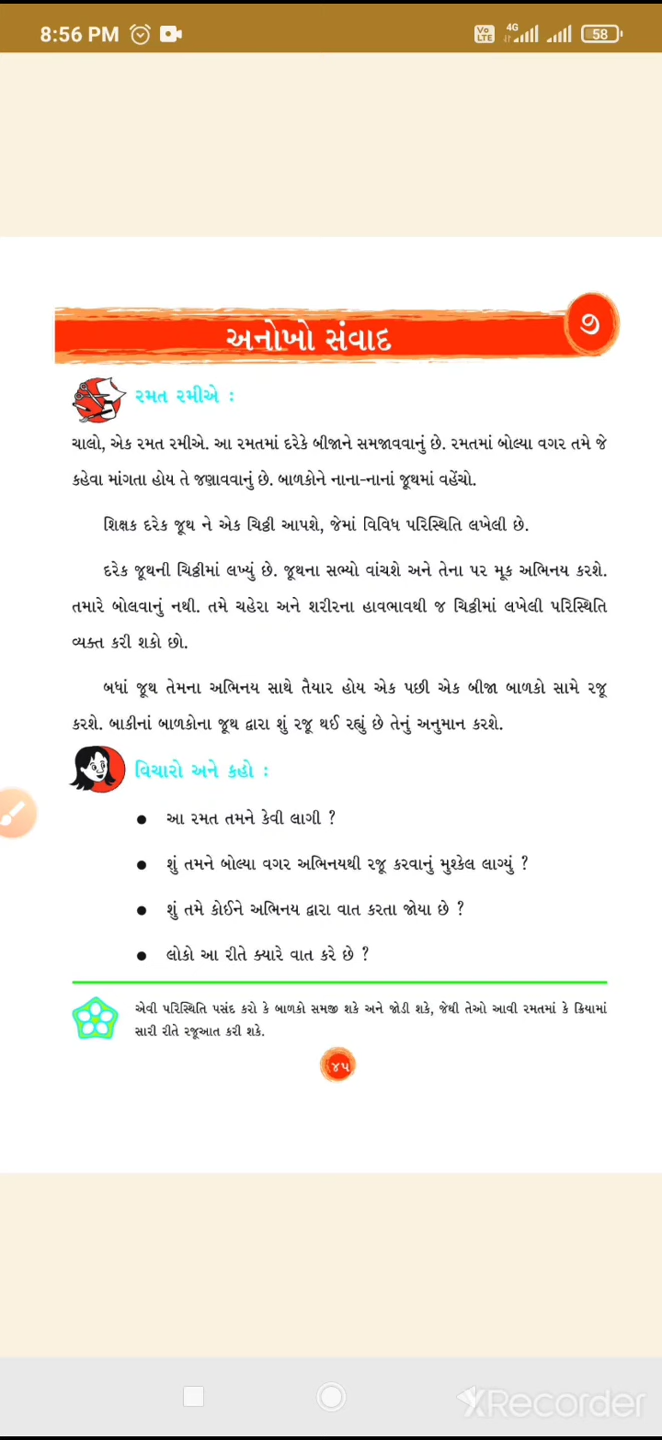 8:56 PM
Vo LTE 4G 58
અનોખો સંવાદ
૭
રમત રમીએ :
ચાલો, એક રમત રમીએ. આ રમતમાં દરેકે બીજાને સમજાવવાનું છે. રમતમાં બોલ્યા વગર તમે જે
કહેવા માંગતા હોય તે જણાવવાનું છે. બાળકોને નાના-નાનાં જૂથમાં વહેંચો.
શિક્ષક દરેક જૂથ ને એક ચિઠ્ઠી આપશે, જેમાં વિવિધ પરિસ્થિતિ લખેલી છે.
દરેક જૂથની ચિઠ્ઠીમાં લખ્યું છે. જૂથના સભ્યો વાંચશે અને તેના પર મૂક અભિનય કરશે.
તમારે બોલવાનું નથી. તમે ચહેરા અને શરીરના હાવભાવથી જ ચિઠ્ઠીમાં લખેલી પરિસ્થિતિ
વ્યક્ત કરી શકો છો.
બધાં જૂથ તેમના અભિનય સાથે તૈયાર હોય એક પછી એક બીજા બાળકો સામે રજૂ
કરશે. બાકીનાં બાળકોના જૂથ દ્વારા શું રજૂ થઈ રહ્યું છે તેનું અનુમાન કરશે.
વિચારો અને કહો :
● આ રમત તમને કેવી લાગી ?
● શું તમને બોલ્યા વગર અભિનયથી રજૂ કરવાનું મુશ્કેલ લાગ્યું ?
● શું તમે કોઈને અભિનય દ્વારા વાત કરતા જોયા છે ?
● લોકો આ રીતે ક્યારે વાત કરે છે ?
એવી પરિસ્થિતિ પસંદ કરો કે બાળકો સમજી શકે અને જોડી શકે, જેથી તેઓ આવી રમતમાં કે ક્રિયામાં
સારી રીતે રજૂઆત કરી શકે.
૪૫
XRecorder